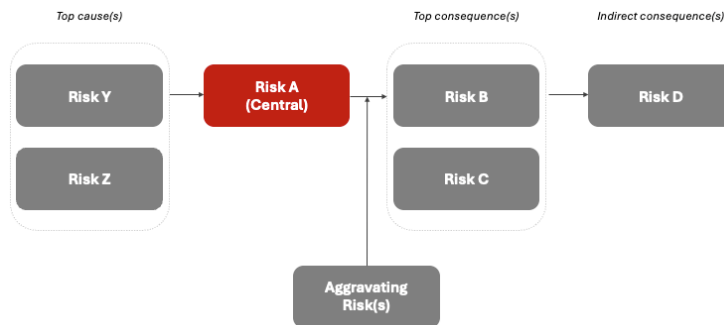 Top cause(s)
Top consequence(s)
Indirect consequence(s)
Risk Y
Risk A
(Central)
Risk B
Risk D
Risk Z
Risk C
Aggravating
Risk(s)